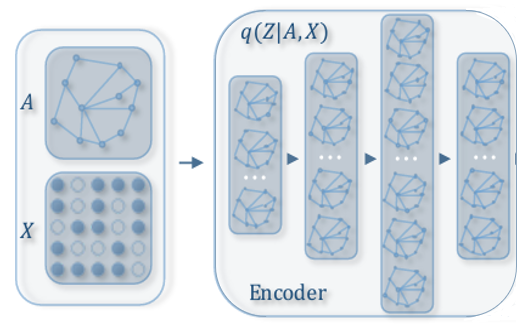 A
X
q(Z|A,X)
Encoder